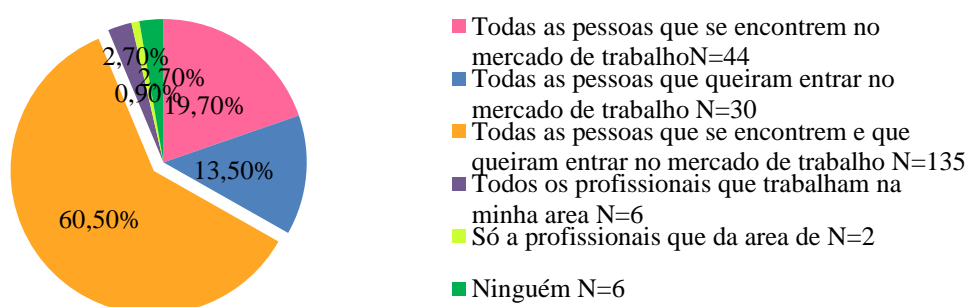 2,70%
2,70%
0,90%
19,70%
13,50%
60,50%
Todas as pessoas que se encontrem no
mercado de trabalhoN=44
Todas as pessoas que queiram entrar no
mercado de trabalho N=30
Todas as pessoas que se encontrem e que
queiram entrar no mercado de trabalho N=135
Todos os profissionais que trabalham na
minha area N=6
Só a profissionais que da area de N=2
Ninguém N=6